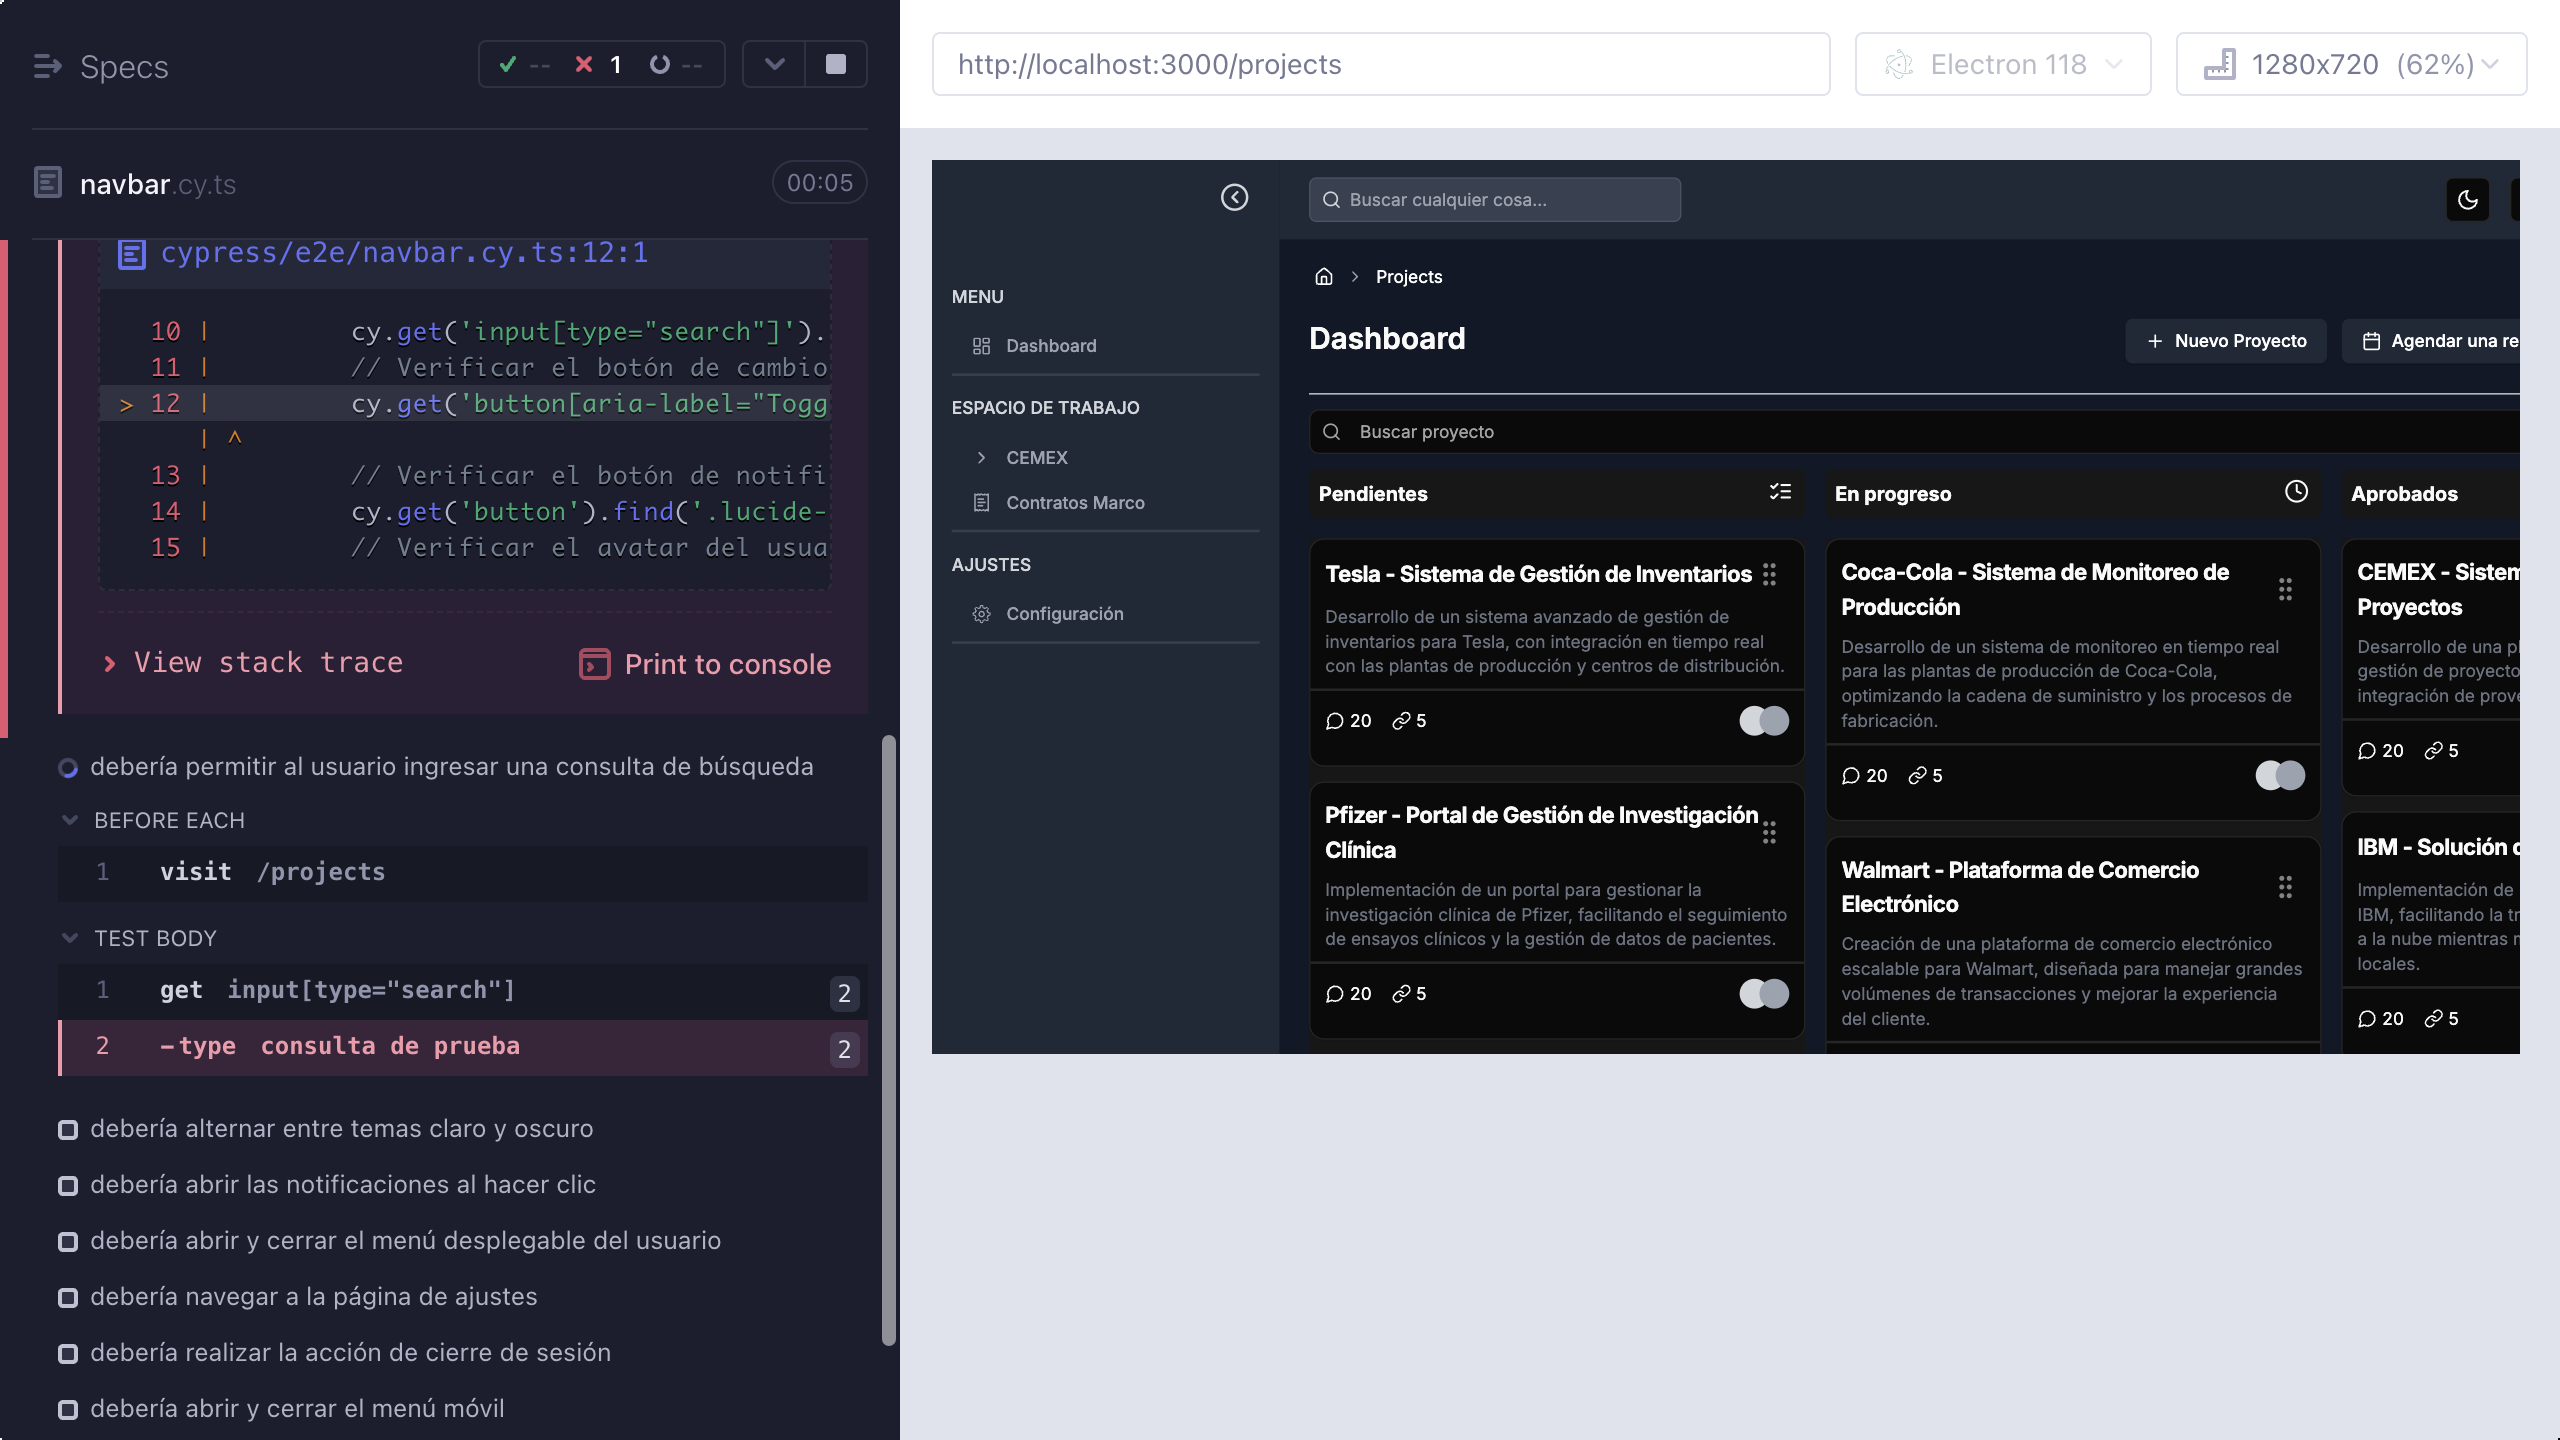 Specs
-- 1 --
navbar.cy.ts
00:05
cypress/e2e/navbar.cy.ts:12:1
10 | cy.get('input[type="search"]').
11 | // Verificar el botón de cambio
> 12 | cy.get('button[aria-label="Togg
| ^
13 | // Verificar el botón de notifi
14 | cy.get('button').find('.lucide-
15 | // Verificar el avatar del usua
View stack trace
Print to console
debería permitir al usuario ingresar una consulta de búsqueda
BEFORE EACH
1 visit /projects
TEST BODY
1 get input[type="search"] 2
2 -type consulta de prueba 2
debería alternar entre temas claro y oscuro
debería abrir las notificaciones al hacer clic
debería abrir y cerrar el menú desplegable del usuario
debería navegar a la página de ajustes
debería realizar la acción de cierre de sesión
debería abrir y cerrar el menú móvil
http://localhost:3000/projects
Electron 118
1280x720 (62%)
MENU
Dashboard
ESPACIO DE TRABAJO
CEMEX
Contratos Marco
AJUSTES
Configuración
Buscar cualquier cosa...
Projects
Dashboard
Nuevo Proyecto
Agendar una re
Buscar proyecto
Pendientes
Tesla - Sistema de Gestión de Inventarios
Desarrollo de un sistema avanzado de gestión de
inventarios para Tesla, con integración en tiempo real
con las plantas de producción y centros de distribución.
20 5
Pfizer - Portal de Gestión de Investigación
Clínica
Implementación de un portal para gestionar la
investigación clínica de Pfizer, facilitando el seguimiento
de ensayos clínicos y la gestión de datos de pacientes.
20 5
En progreso
Coca-Cola - Sistema de Monitoreo de
Producción
Desarrollo de un sistema de monitoreo en tiempo real
para las plantas de producción de Coca-Cola,
optimizando la cadena de suministro y los procesos de
fabricación.
20 5
Walmart - Plataforma de Comercio
Electrónico
Creación de una plataforma de comercio electrónico
escalable para Walmart, diseñada para manejar grandes
volúmenes de transacciones y mejorar la experiencia
del cliente.
Aprobados
CEMEX - Sistem
Proyectos
Desarrollo de una pl
gestión de proyecto
integración de prove
20 5
IBM - Solución d
Implementación de
IBM, facilitando la tr
a la nube mientras m
locales.
20 5